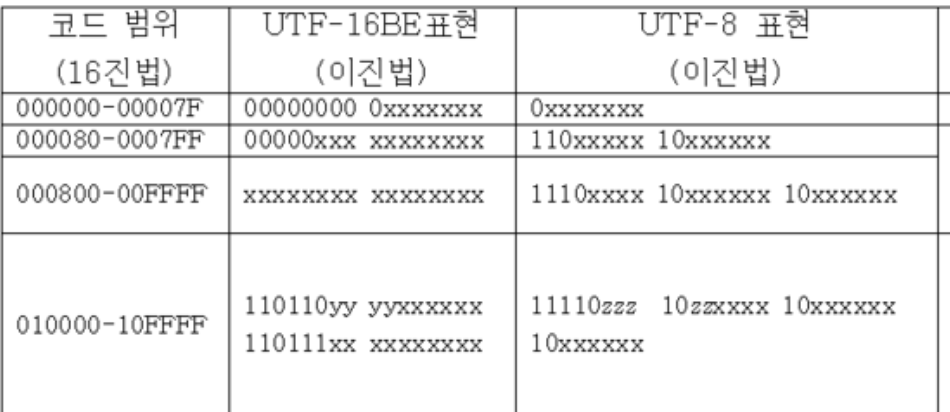 코드 범위 UTF-16BE표현 UTF-8 표현
(16진법) (이진법) (이진법)
000000-00007F 00000000 0xxxxxxx 0xxxxxxx
000080-0007FF 00000xxx xxxxxxxx 110xxxxx 10xxxxxx
000800-00FFFF xxxxxxxx xxxxxxxx 1110xxxx 10xxxxxx 10xxxxxx
010000-10FFFF 110110yy yyxxxxxx 11110zzz 10zzxxxx 10xxxxxx
110111xx xxxxxxxx 10xxxxxx